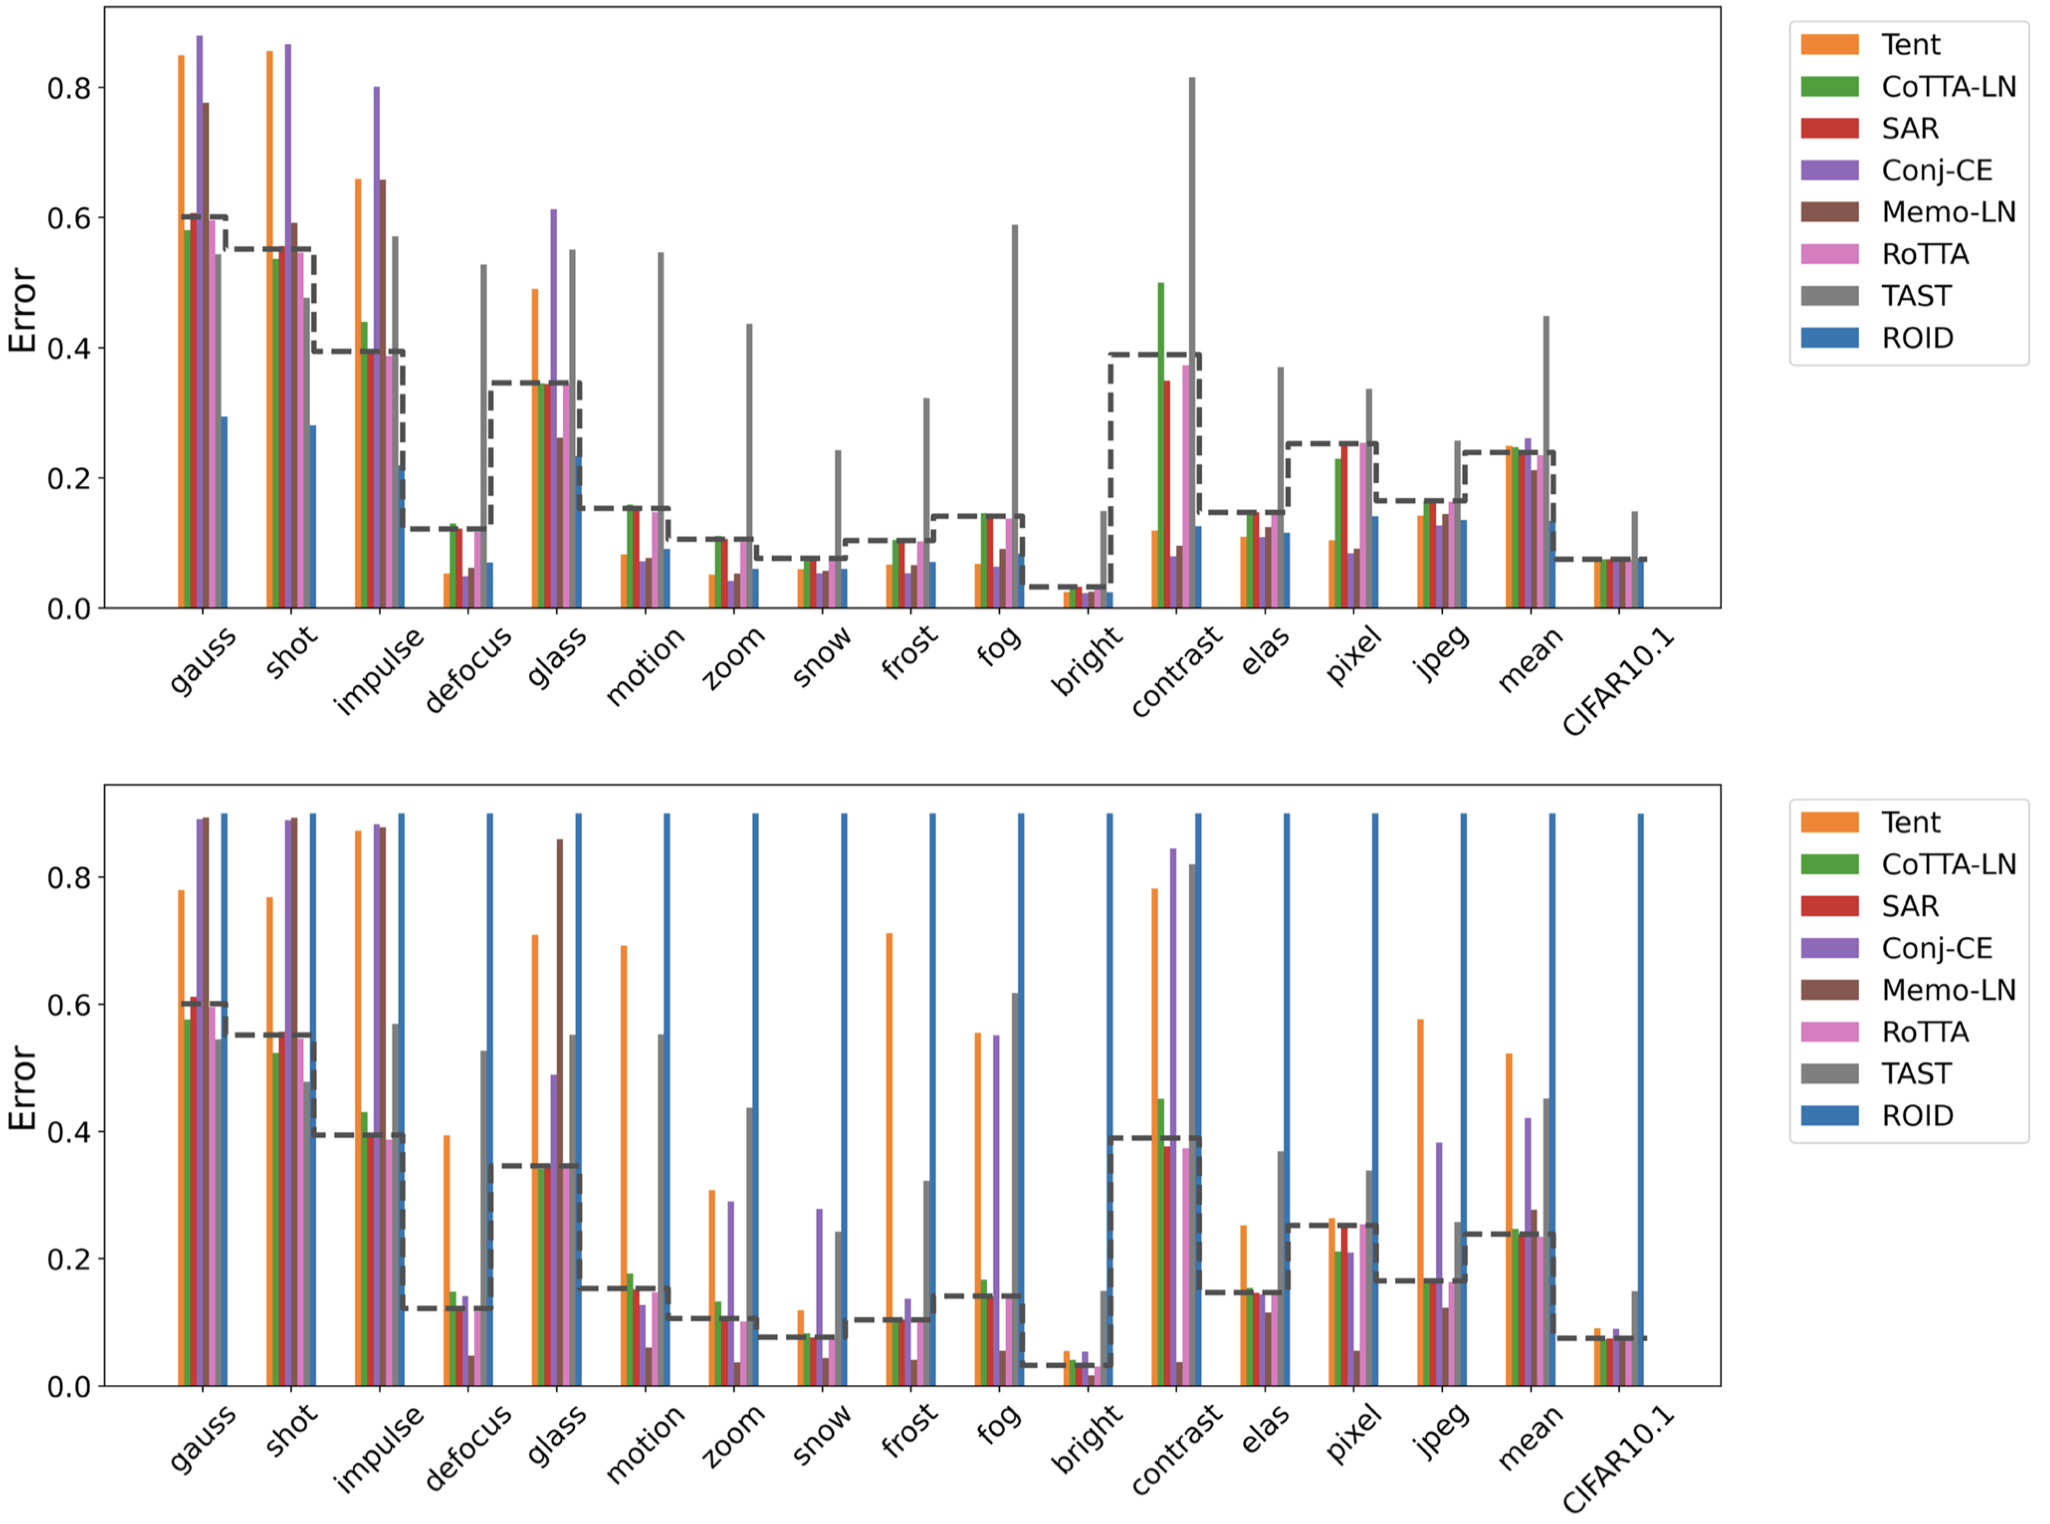 Error
0.8
0.6
0.4
0.2
0.0
gauss
shot
impulse
defocus
glass
motion
zoom
snow
frost
fog
bright
contrast
elas
pixel
jpeg
mean
CIFAR10.1
Tent
CoTTA-LN
SAR
Conj-CE
Memo-LN
RoTTA
TAST
ROID
Error
0.8
0.6
0.4
0.2
0.0
gauss
shot
impulse
defocus
glass
motion
zoom
snow
frost
fog
bright
contrast
elas
pixel
jpeg
mean
CIFAR10.1
Tent
CoTTA-LN
SAR
Conj-CE
Memo-LN
RoTTA
TAST
ROID